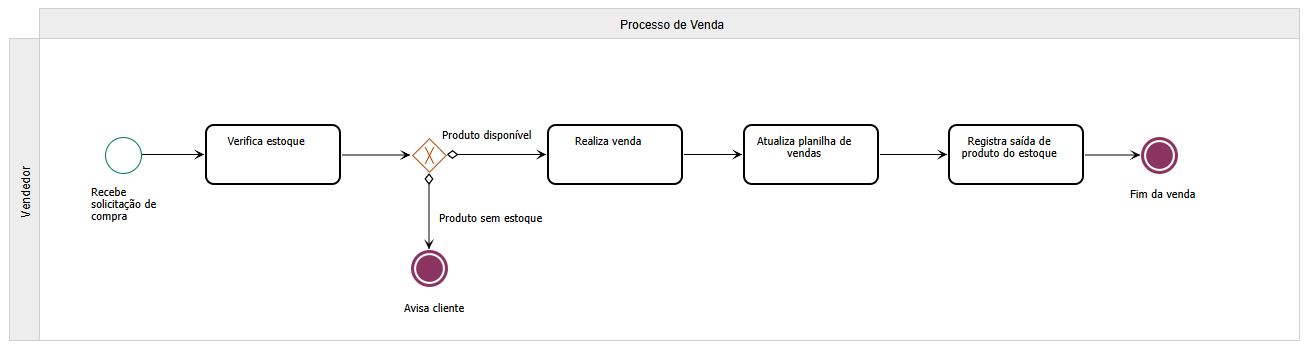 Processo de Venda
Vendedor
Recebe
solicitação de
compra
Verifica estoque
X
Produto disponível
Produto sem estoque
Avisa cliente
Realiza venda
Atualiza planilha de
vendas
Registra saída de
produto do estoque
Fim da venda